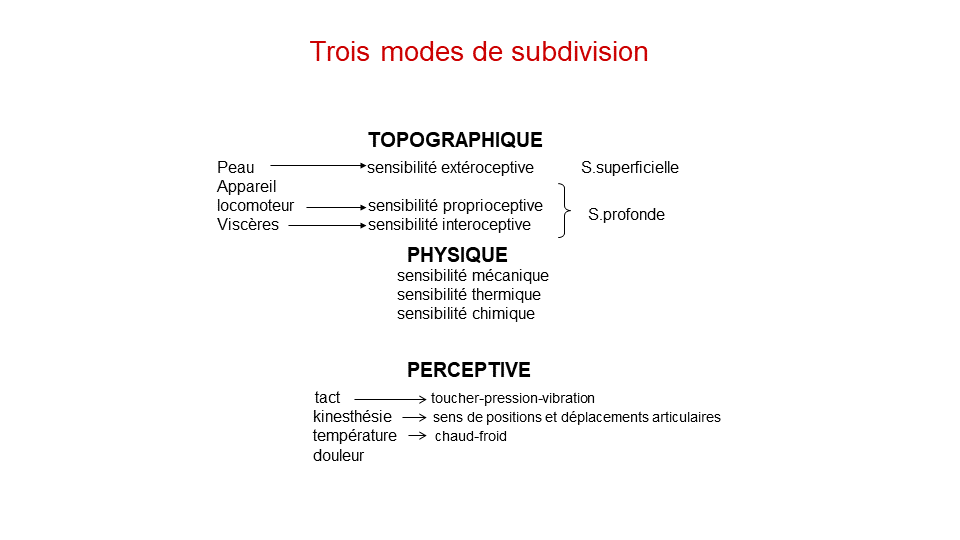 Trois modes de subdivision
TOPOGRAPHIQUE
Peau sensibilité extéroceptive S.superficielle
Appareil
locomoteur sensibilité proprioceptive
S.profonde
Viscères sensibilité interoceptive
PHYSIQUE
sensibilité mécanique
sensibilité thermique
sensibilité chimique
PERCEPTIVE
tact toucher-pression-vibration
kinesthésie sens de positions et déplacements articulaires
température chaud-froid
douleur